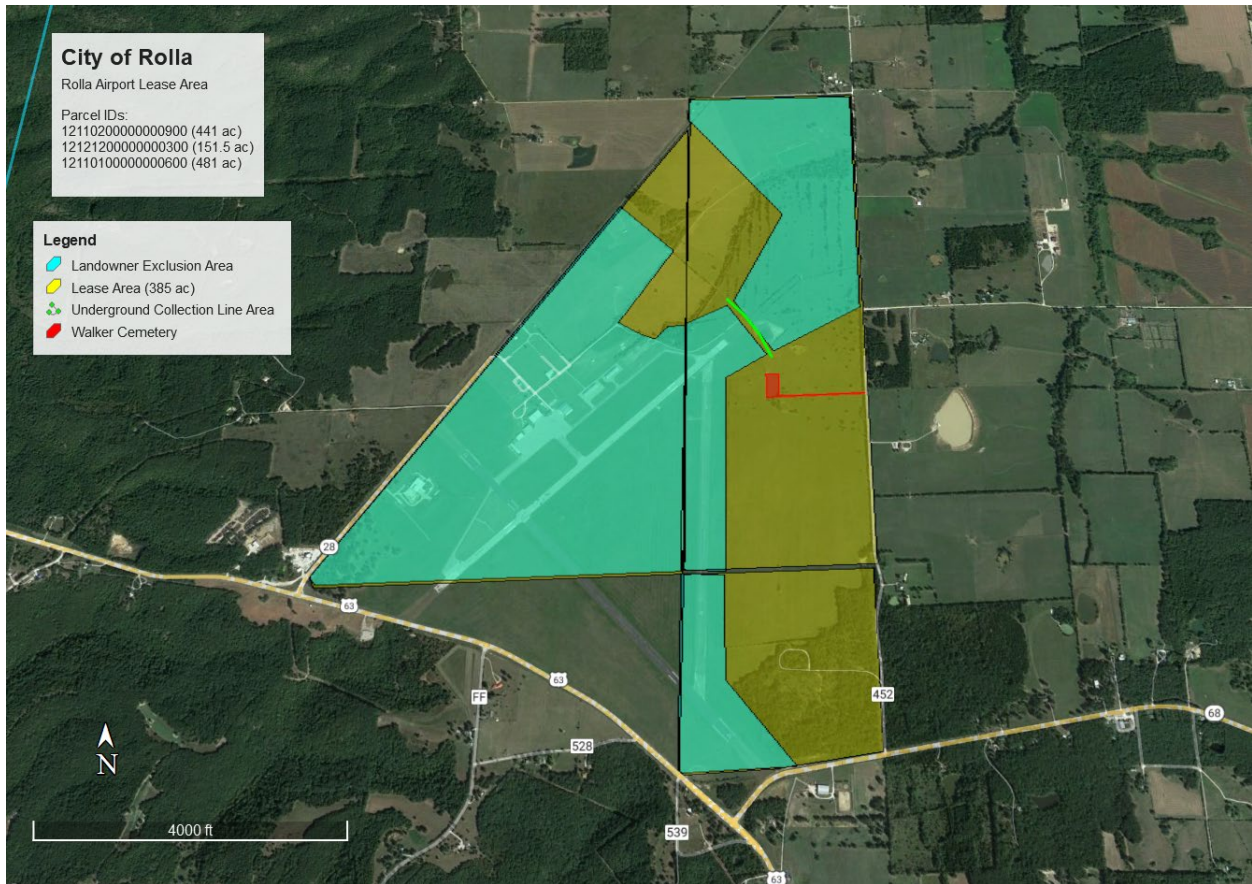 City of Rolla
Rolla Airport Lease Area
Parcel IDs:
12110200000000900 (441 ac)
12121200000000300 (151.5 ac)
12110100000000600 (481 ac)
Legend
Landowner Exclusion Area
Lease Area (385 ac)
Underground Collection Line Area
Walker Cemetery
28
63
63
FF
452
68
528
N
4000 ft
539
63